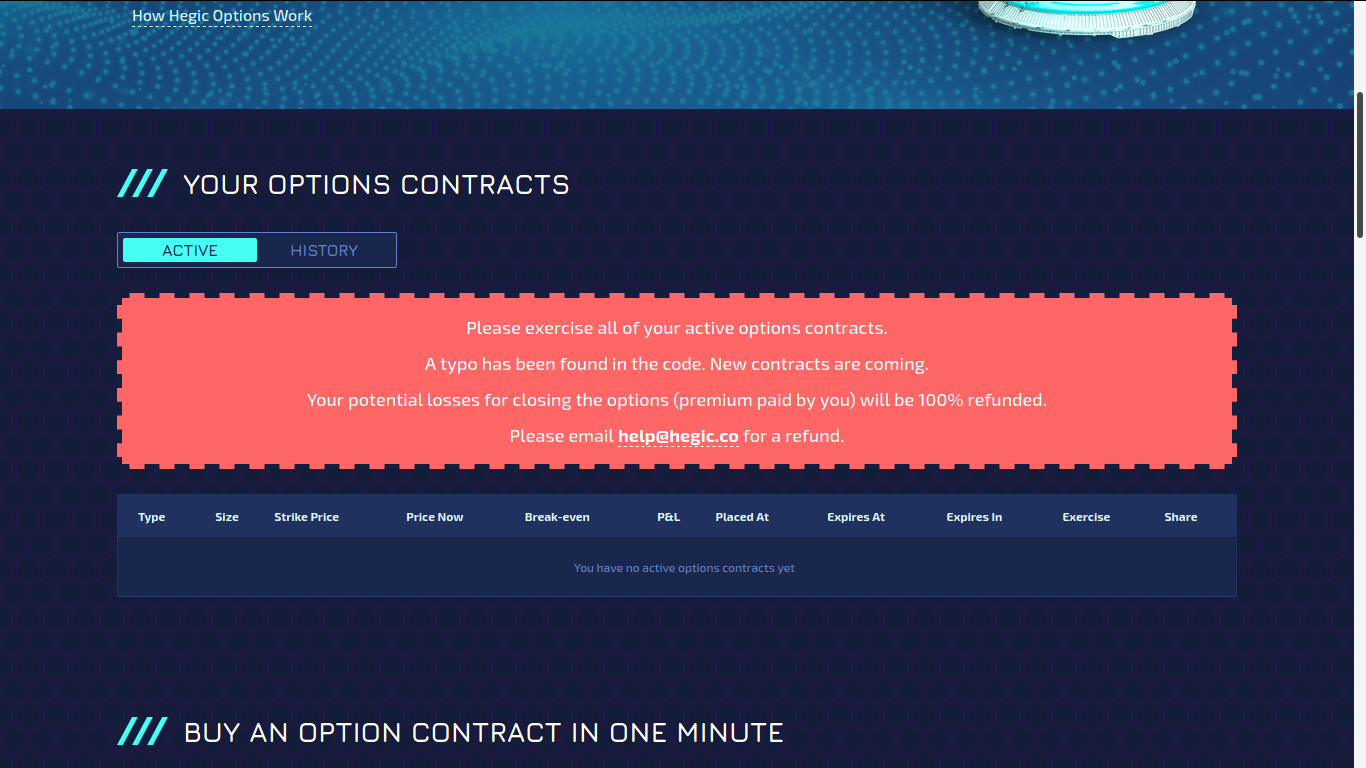 How Hegic Options Work
YOUR OPTIONS CONTRACTS
ACTIVE HISTORY
Please exercise all of your active options contracts.
A typo has been found in the code. New contracts are coming.
Your potential losses for closing the options (premium paid by you) will be 100% refunded.
Please email help@hegic.co for a refund.
Type Size Strike Price Price Now Break-even P&L Placed At Expires At Expires In Exercise Share
You have no active options contracts yet
BUY AN OPTION CONTRACT IN ONE MINUTE